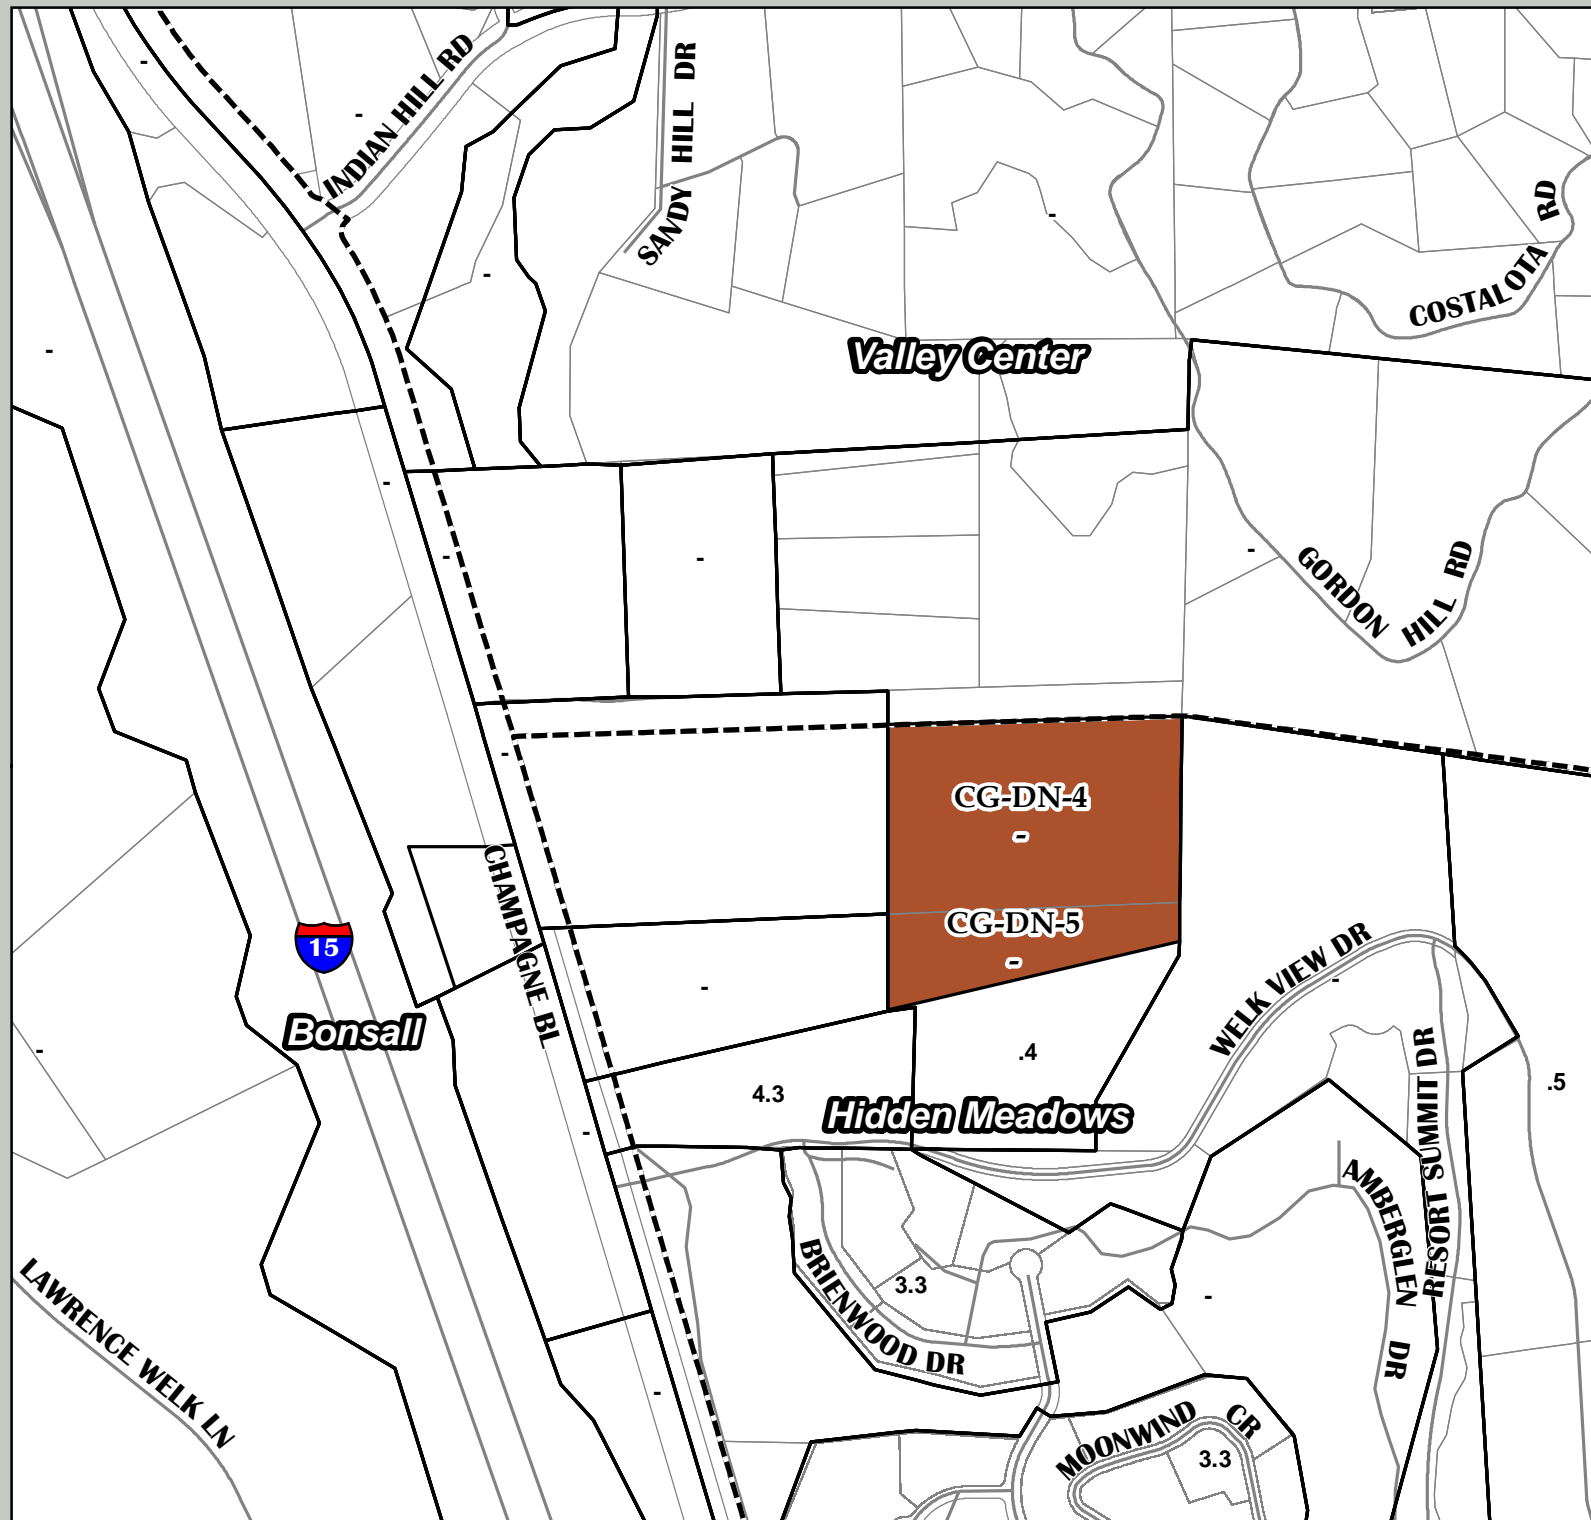 INDIAN HILL RD
SANDY HILL DR
COSTALOTA RD
Valley Center
-
-
-
-
-
-
-
-
-
-
GORDON HILL RD
CG-DN-4
-
CG-DN-5
-
CHAMPAGNE BL
15
Bonsall
-
-
WELK VIEW DR
-
.4
4.3
Hidden Meadows
.5
-
RESORT SUMMIT DR
AMBERGLEN DR
BRIENWOOD DR
3.3
-
LAWRENCE WELK LN
-
MOONWIND CR
3.3